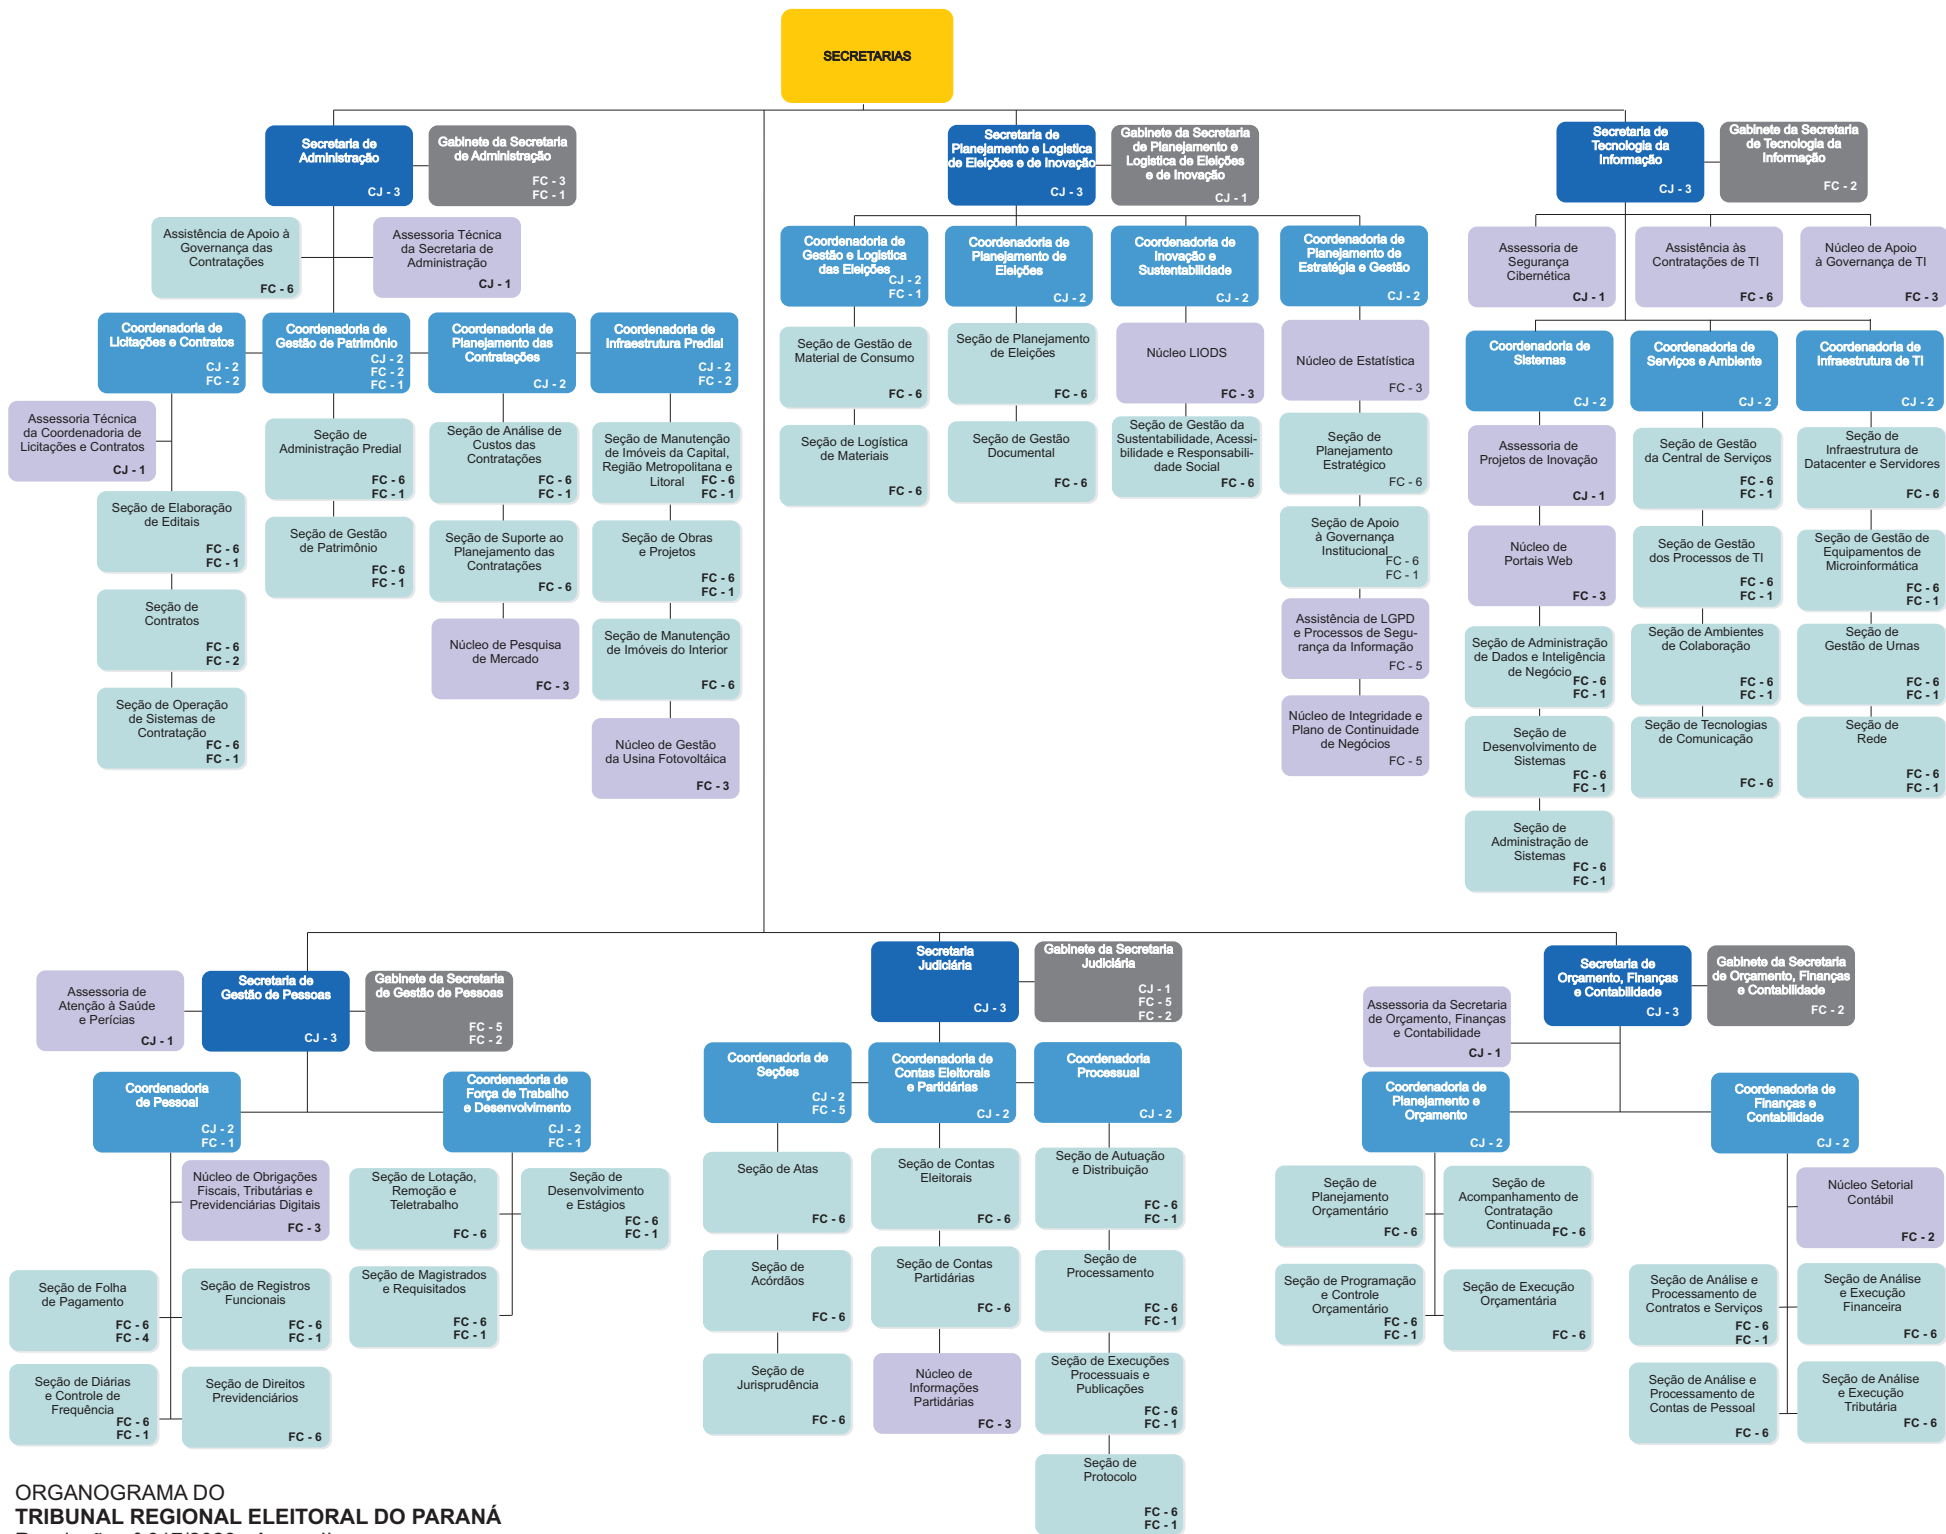 SECRETARIAS
Secretaria de
Administração
CJ - 3
Gabinete da Secretaria
de Administração
FC - 3
FC - 1
Assistência de Apoio à
Governança das
Contratações
FC - 6
Assessoria Técnica
da Secretaria de
Administração
CJ - 1
Coordenadoria de
Licitações e Contratos
CJ - 2
FC - 2
Coordenadoria de
Gestão de Patrimônio
CJ - 2
FC - 2
FC - 1
Coordenadoria de
Planejamento das
Contratações
CJ - 2
Coordenadoria de
Infraestrutura Predial
CJ - 2
FC - 2
Assessoria Técnica
da Coordenadoria de
Licitações e Contratos
CJ - 1
Seção de Elaboração
de Editais
FC - 6
FC - 1
Seção de
Contratos
FC - 6
FC - 2
Seção de Operação
de Sistemas de
Contratação
FC - 6
FC - 1
Seção de
Administração Predial
FC - 6
FC - 1
Seção de Gestão
de Patrimônio
FC - 6
FC - 1
Seção de Análise de
Custos das
Contratações
FC - 6
FC - 1
Seção de Suporte ao
Planejamento das
Contratações
FC - 6
Núcleo de Pesquisa
de Mercado
FC - 3
Seção de Manutenção
de Imóveis da Capital,
Região Metropolitana e
Litoral
FC - 6
FC - 1
Seção de Obras
e Projetos
FC - 6
FC - 1
Seção de Manutenção
de Imóveis do Interior
FC - 6
Núcleo de Gestão
da Usina Fotovoltáica
FC - 3
Secretaria de
Planejamento e Logistica
de Eleições e de Inovação
CJ - 3
Gabinete da Secretaria
de Planejamento e
Logistica de Eleições
e de Inovação
CJ - 1
Coordenadoria de
Gestão e Logistica
das Eleições
CJ - 2
FC - 1
Coordenadoria de
Planejamento de
Eleições
CJ - 2
Coordenadoria de
Inovação e
Sustentabilidade
CJ - 2
Coordenadoria de
Planejamento de
Estratégia e Gestão
CJ - 2
Seção de Gestão de
Material de Consumo
FC - 6
Seção de Logística
de Materiais
FC - 6
Seção de Planejamento
de Eleições
FC - 6
Seção de Gestão
Documental
FC - 6
Núcleo LIODS
FC - 3
Seção de Gestão da
Sustentabilidade, Acessi-
bilidade e Responsabili-
dade Social
FC - 6
Núcleo de Estatística
FC - 3
Seção de
Planejamento
Estratégico
FC - 6
Seção de Apoio
à Governança
Institucional
FC - 6
FC - 1
Assistência de LGPD
e Processos de Segu-
rança da Informação
FC - 5
Núcleo de Integridade e
Plano de Continuidade
de Negócios
FC - 5
Secretaria de
Tecnologia da
Informação
CJ - 3
Gabinete da Secretaria
de Tecnologia da
Informação
FC - 2
Assessoria de
Segurança
Cibernética
CJ - 1
Assistência às
Contratações de TI
FC - 6
Núcleo de Apoio
à Governança de TI
FC - 3
Coordenadoria de
Sistemas
CJ - 2
Coordenadoria de
Serviços e Ambiente
CJ - 2
Coordenadoria de
Infraestrutura de TI
CJ - 2
Assessoria de
Projetos de Inovação
CJ - 1
Núcleo de
Portais Web
FC - 3
Seção de Administração
de Dados e Inteligência
de Negócio
FC - 6
FC - 1
Seção de
Desenvolvimento de
Sistemas
FC - 6
FC - 1
Seção de
Administração de
Sistemas
FC - 6
FC - 1
Seção de Gestão
da Central de Serviços
FC - 6
FC - 1
Seção de Gestão
dos Processos de TI
FC - 6
FC - 1
Seção de Ambientes
de Colaboração
FC - 6
FC - 1
Seção de Tecnologias
de Comunicação
FC - 6
Seção de
Infraestrutura de
Datacenter e Servidores
FC - 6
Seção de Gestão de
Equipamentos de
Microinformática
FC - 6
FC - 1
Seção de
Gestão de Urnas
FC - 6
FC - 1
Seção de
Rede
FC - 6
FC - 1
Assessoria de
Atenção à Saúde
e Perícias
CJ - 1
Secretaria de
Gestão de Pessoas
CJ - 3
Gabinete da Secretaria
de Gestão de Pessoas
FC - 5
FC - 2
Coordenadoria
de Pessoal
CJ - 2
FC - 1
Coordenadoria de
Força de Trabalho
e Desenvolvimento
CJ - 2
FC - 1
Núcleo de Obrigações
Fiscais, Tributárias e
Previdenciárias Digitais
FC - 3
Seção de Folha
de Pagamento
FC - 6
FC - 4
Seção de Registros
Funcionais
FC - 6
FC - 1
Seção de Diárias
e Controle de
Frequência
FC - 6
FC - 1
Seção de Direitos
Previdenciários
FC - 6
Seção de Lotação,
Remoção e
Teletrabalho
FC - 6
Seção de
Desenvolvimento
e Estágios
FC - 6
FC - 1
Seção de Magistrados
e Requisitados
FC - 6
FC - 1
Secretaria
Judiciária
CJ - 3
Gabinete da Secretaria
Judiciária
CJ - 1
FC - 5
FC - 2
Coordenadoria de
Seções
CJ - 2
FC - 5
Coordenadoria de
Contas Eleitorais
e Partidárias
CJ - 2
Coordenadoria
Processual
CJ - 2
Seção de Atas
FC - 6
Seção de
Acórdãos
FC - 6
Seção de
Jurisprudência
FC - 6
Seção de Contas
Eleitorais
FC - 6
Seção de Contas
Partidárias
FC - 6
Núcleo de
Informações
Partidárias
FC - 3
Seção de Autuação
e Distribuição
FC - 6
FC - 1
Seção de
Processamento
FC - 6
FC - 1
Seção de Execuções
Processuais e
Publicações
FC - 6
FC - 1
Seção de
Protocolo
FC - 6
FC - 1
Secretaria de
Orçamento, Finanças
e Contabilidade
CJ - 3
Gabinete da Secretaria
de Orçamento, Finanças
e Contabilidade
FC - 2
Assessoria da Secretaria
de Orçamento, Finanças
e Contabilidade
CJ - 1
Coordenadoria de
Planejamento e
Orçamento
CJ - 2
Coordenadoria de
Finanças e
Contabilidade
CJ - 2
Seção de
Planejamento
Orçamentário
FC - 6
Seção de
Acompanhamento de
Contratação
Continuada
FC - 6
Seção de Programação
e Controle
Orçamentário
FC - 6
FC - 1
Seção de Execução
Orçamentária
FC - 6
Núcleo Setorial
Contábil
FC - 2
Seção de Análise e
Processamento de
Contratos e Serviços
FC - 6
FC - 1
Seção de Análise
e Execução
Financeira
FC - 6
Seção de Análise e
Processamento de
Contas de Pessoal
FC - 6
Seção de Análise
e Execução
Tributária
FC - 6
ORGANOGRAMA DO
TRIBUNAL REGIONAL ELEITORAL DO PARANÁ